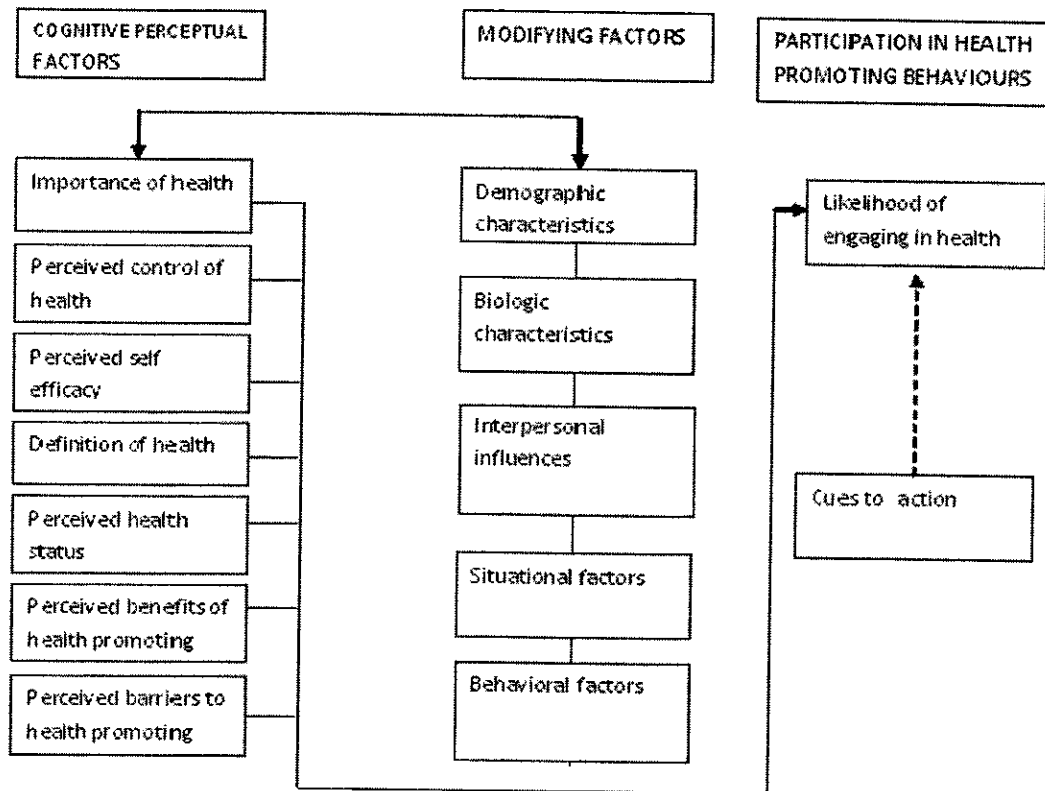 COGNITIVE PERCEPTUAL
FACTORS
MODIFYING FACTORS
PARTICIPATION IN HEALTH
PROMOTING BEHAVIOURS
Importance of health
Perceived control of
health
Perceived self
efficacy
Definition of health
Perceived health
status
Perceived benefits of
health promoting
Perceived barriers to
health promoting
Demographic
characteristics
Biologic
characteristics
Interpersonal
influences
Situational factors
Behavioral factors
Likelihood of
engaging in health
Cues to action